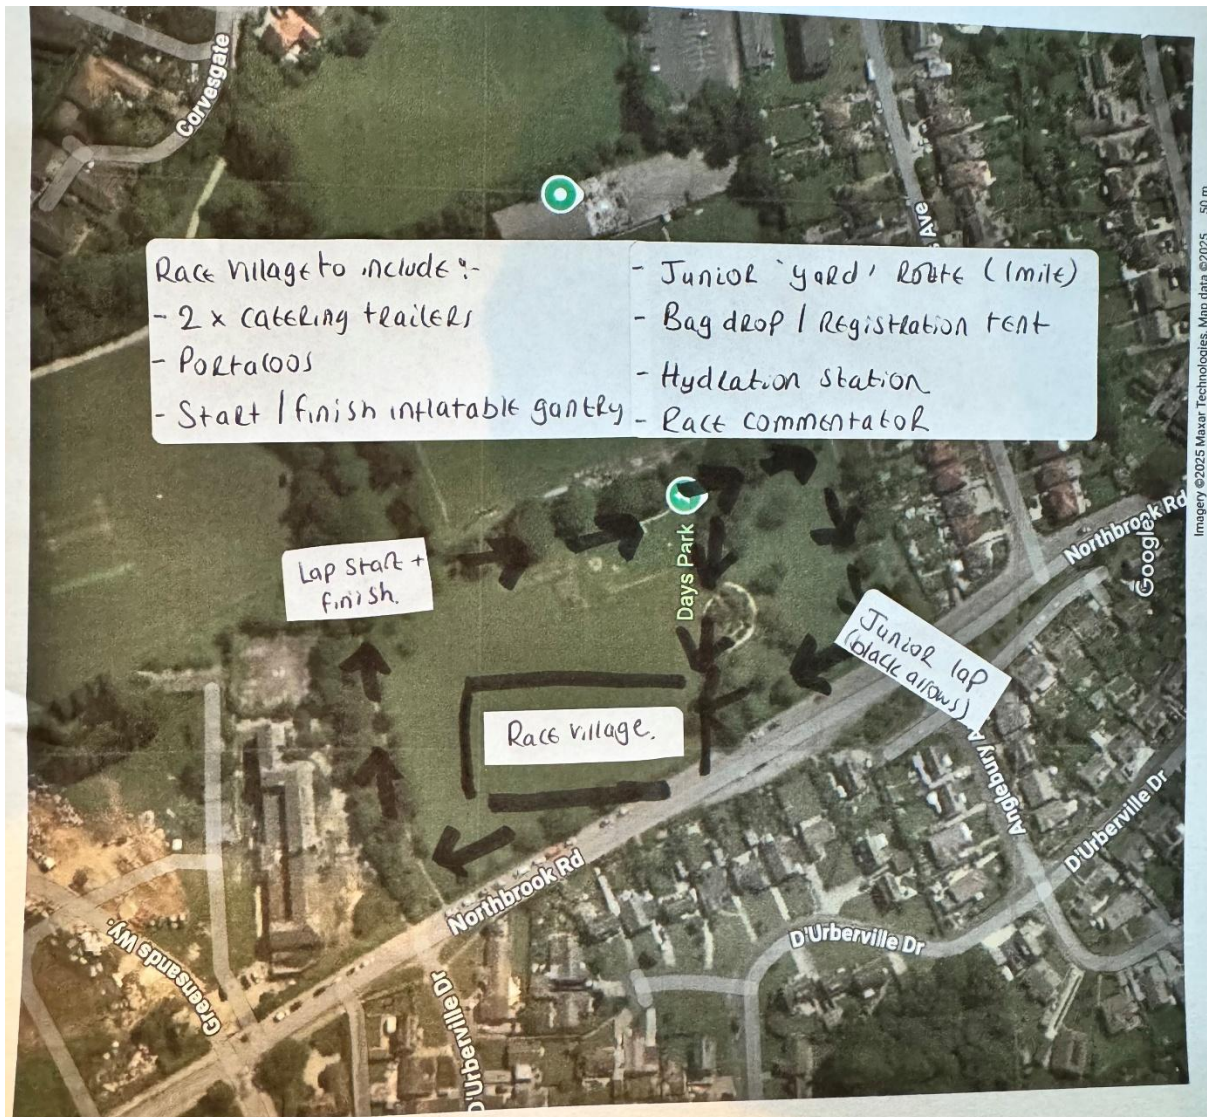 Corvesgate
s Ave
Race village to include :-
- 2 x catering trailers
- Portaloos
- Start / finish inflatable gantry
- Junior 'yard' Route (1mile)
- Bag drop / Registration tent
- Hydration station
- Race commentator
Lap start +
finish.
Days Park
Northbrook Rd
Google
Junior lap
(black arrows)
Race village.
Anglebury A
D'Urberville Dr
Northbrook Rd
D'Urberville Dr
Greensands Wy.
D'Urberville Dr
Imagery ©2025 Maxar Technologies, Map data ©2025 50 m